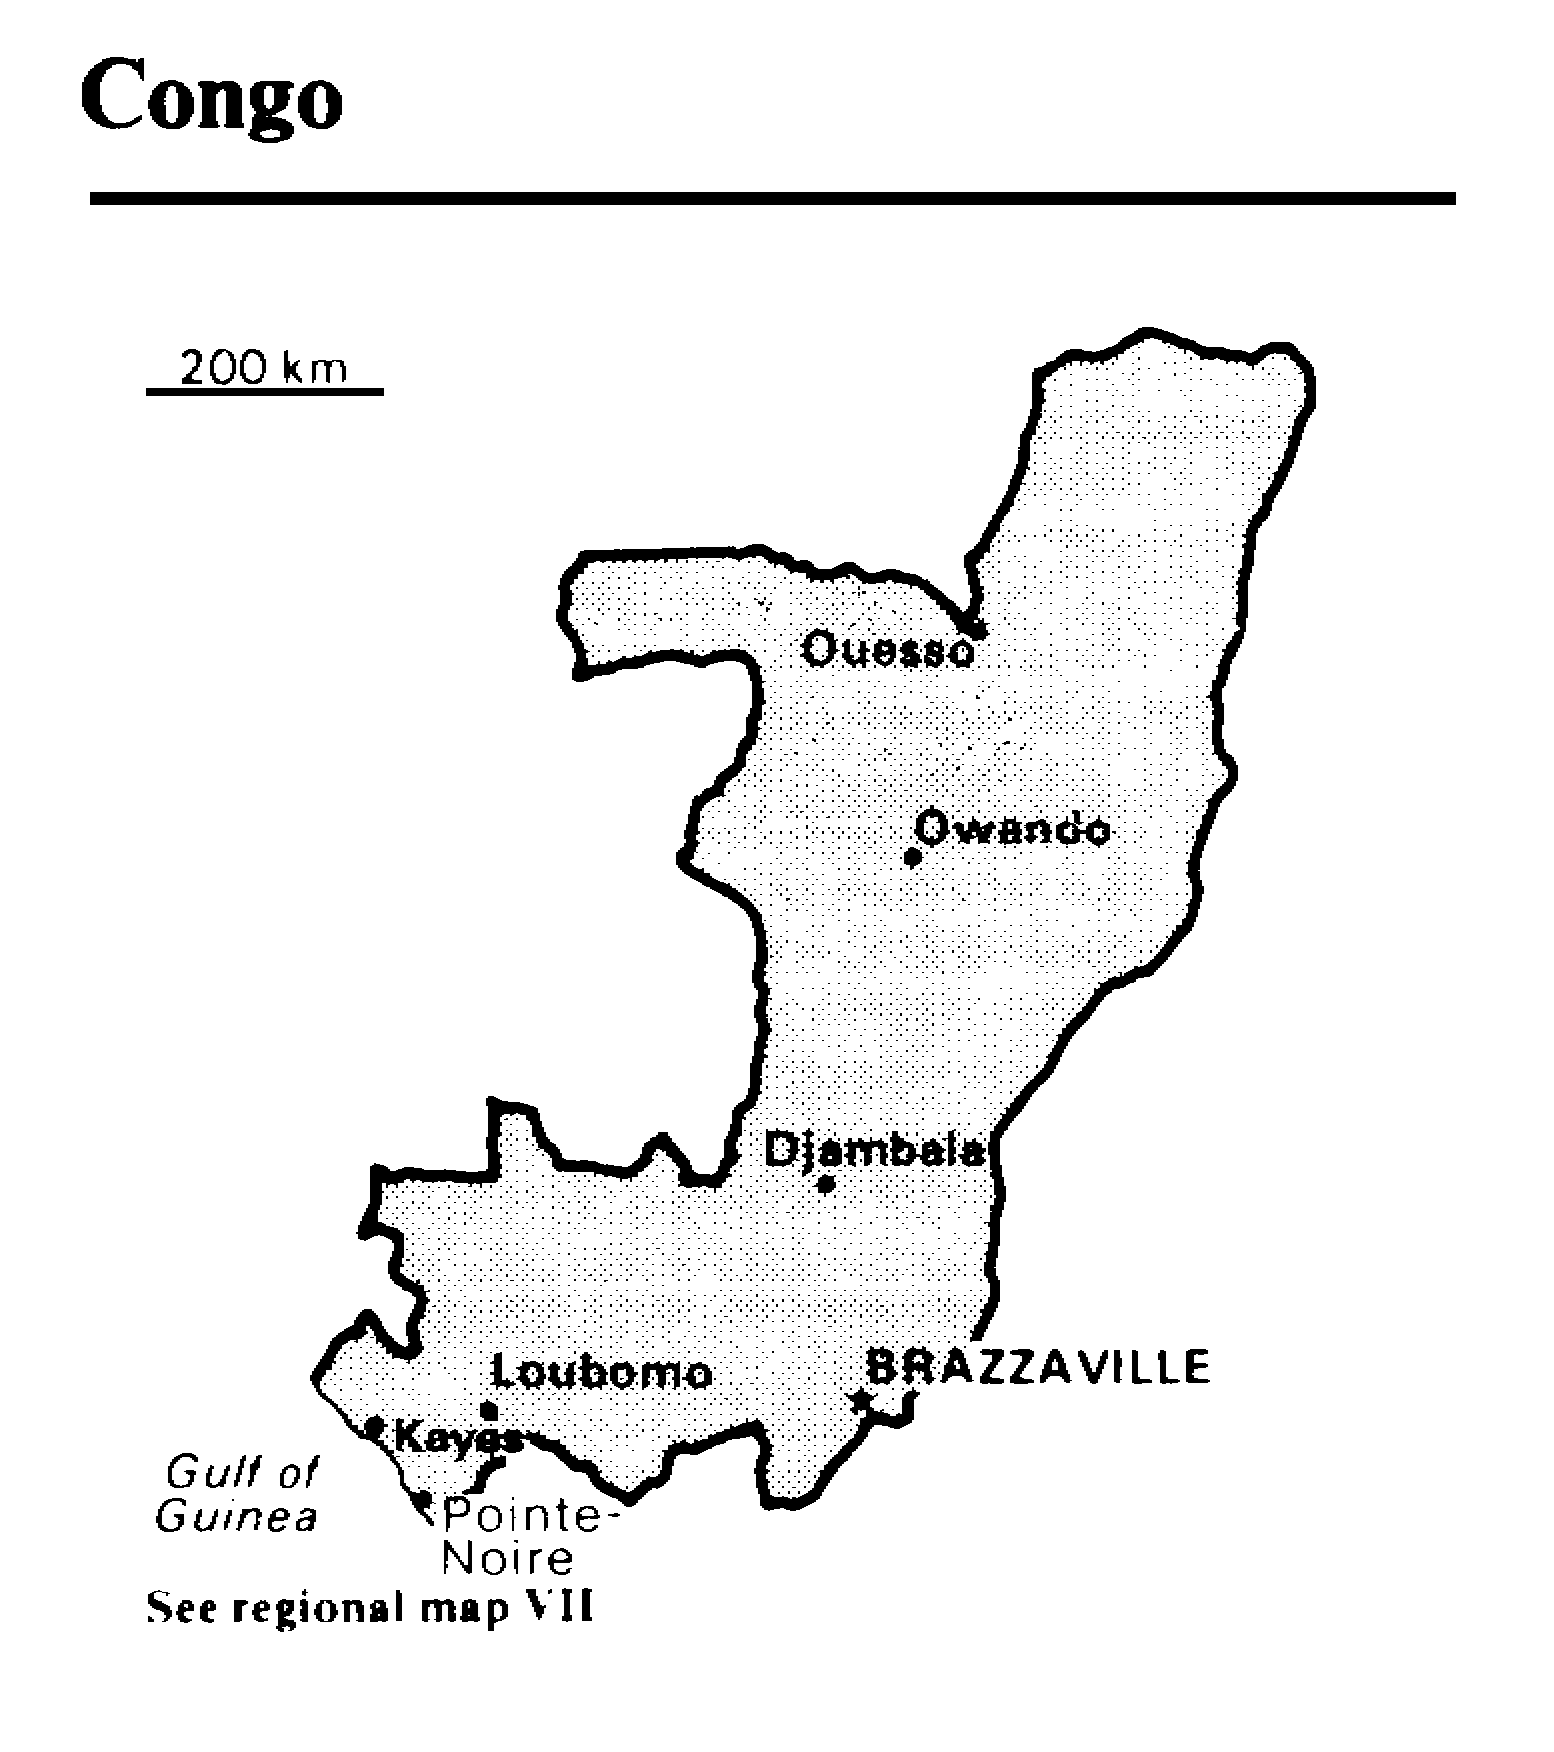 Congo
200 km
Ouesso
Owando
Djambala
BRAZZAVILLE
Loubomo
Kayes
Gulf of
Guinea
Pointe-
Noire
See regional map VII